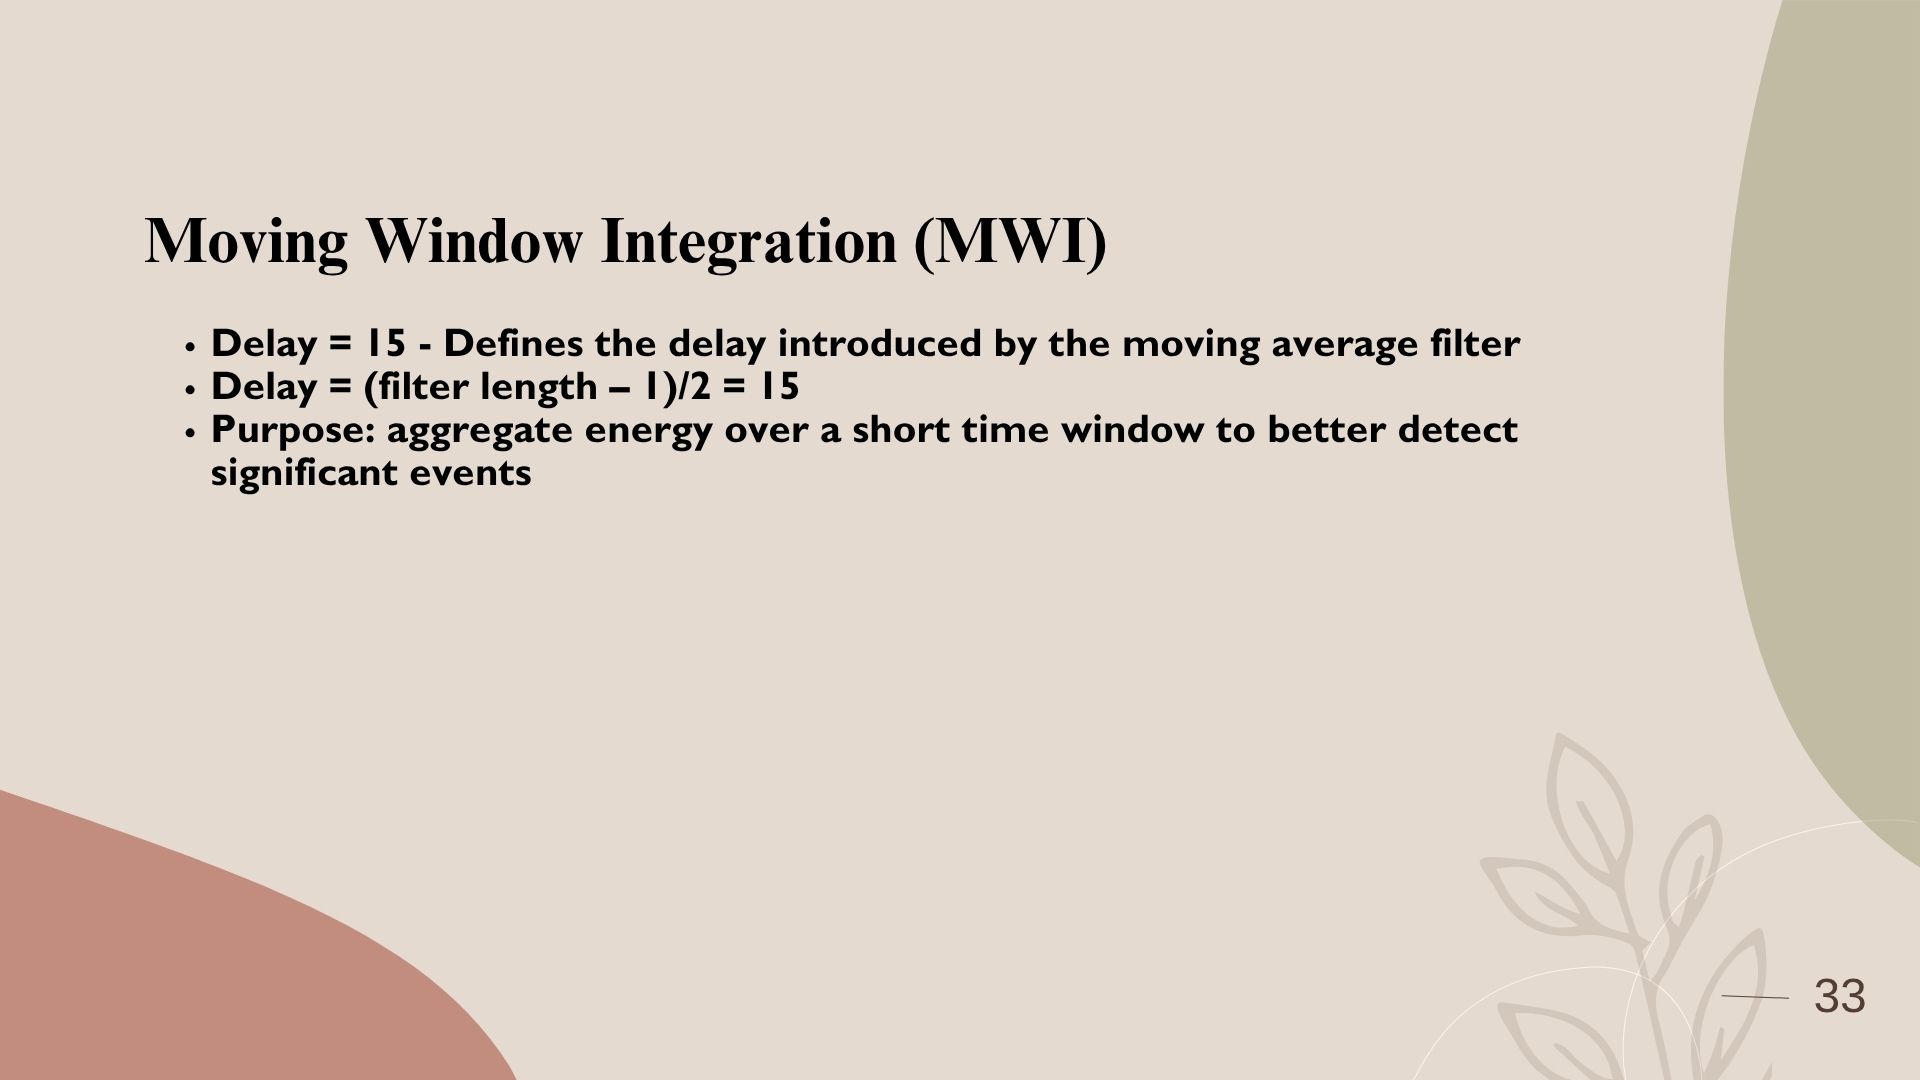 Moving Window Integration (MWI)
• Delay = 15 - Defines the delay introduced by the moving average filter
• Delay = (filter length – 1)/2 = 15
• Purpose: aggregate energy over a short time window to better detect
significant events
33